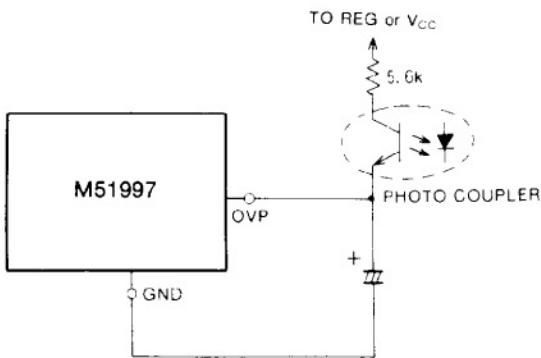 TO REG or VCC
5.6k
M51997
OVP
PHOTO COUPLER
+
GND